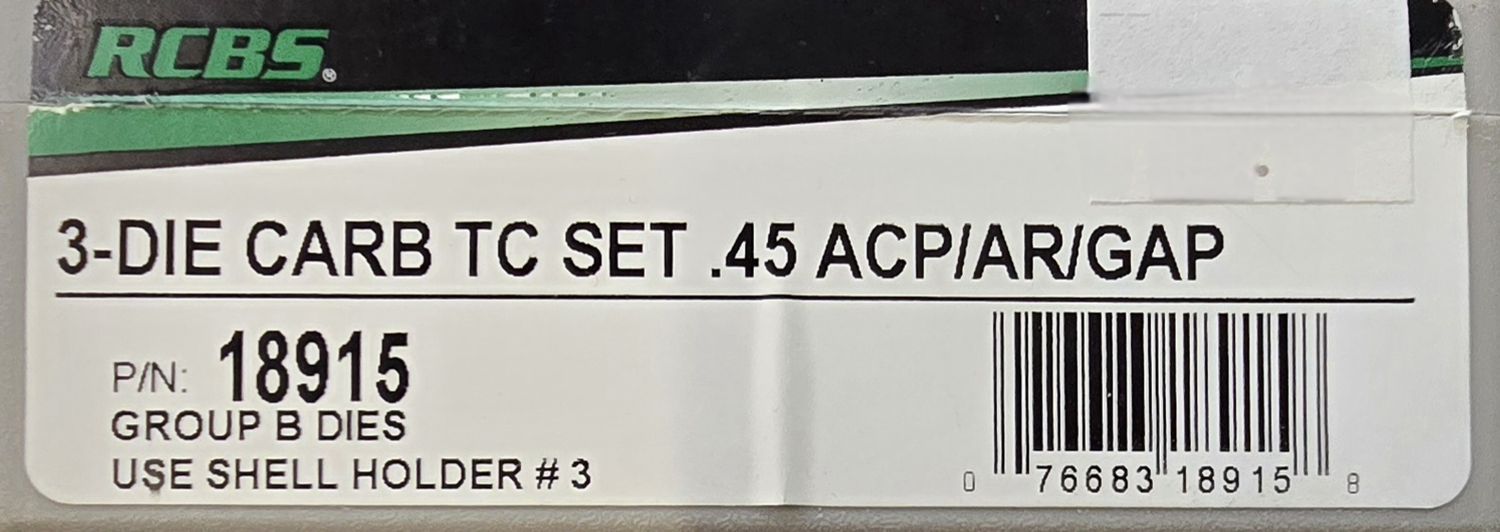 RCBS®
3-DIE CARB TC SET .45 ACP/AR/GAP
P/N: 18915
GROUP B DIES
USE SHELL HOLDER # 3
0 76683 18915 8